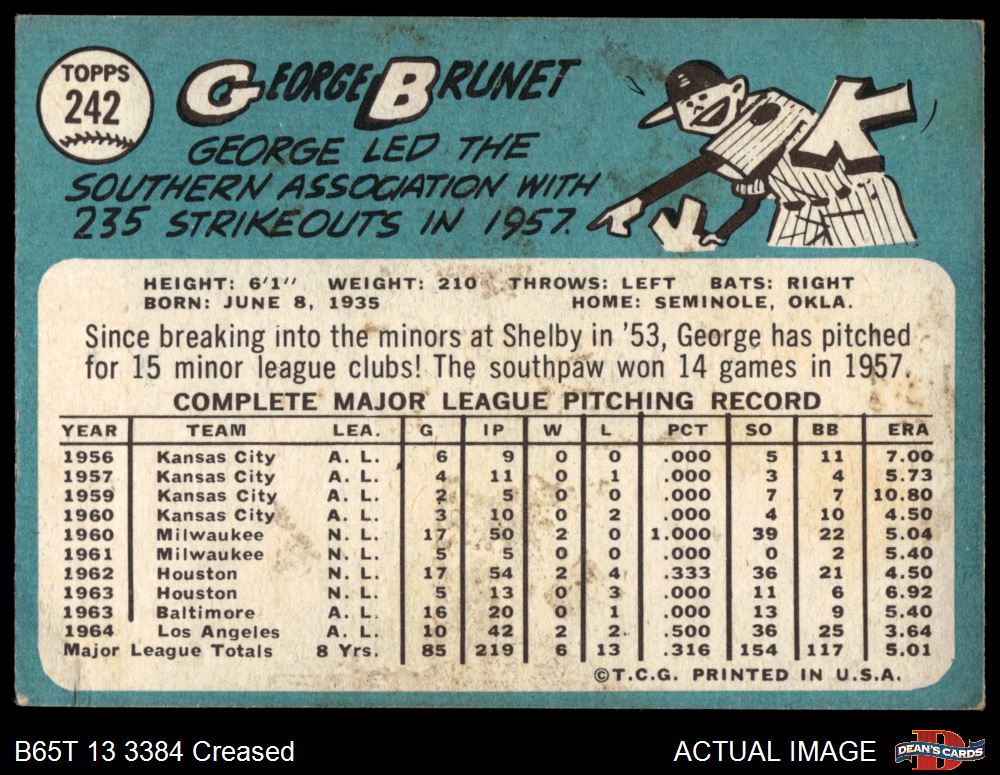 TOPPS
242
GEORGE BRUNET
GEORGE LED THE
SOUTHERN ASSOCIATION WITH
235 STRIKEOUTS IN 1957.
K
K
HEIGHT: 6'1" WEIGHT: 210 THROWS: LEFT BATS: RIGHT
BORN: JUNE 8, 1935 HOME: SEMINOLE, OKLA.
Since breaking into the minors at Shelby in '53, George has pitched
for 15 minor league clubs! The southpaw won 14 games in 1957.
COMPLETE MAJOR LEAGUE PITCHING RECORD
YEAR TEAM LEA. G IP W L PCT SO BB ERA
1956 Kansas City A. L. 6 9 0 0 .000 5 11 7.00
1957 Kansas City A. L. 4 11 0 1 .000 3 4 5.73
1959 Kansas City A. L. 2 5 0 0 .000 7 7 10.80
1960 Kansas City A. L. 3 10 0 2 .000 4 10 4.50
1960 Milwaukee N. L. 17 50 2 0 1.000 39 22 5.04
1961 Milwaukee N. L. 5 5 0 0 .000 0 2 5.40
1962 Houston N. L. 17 54 2 4 .333 36 21 4.50
1963 Houston N. L. 5 13 0 3 .000 11 6 6.92
1963 Baltimore A. L. 16 20 0 1 .000 13 9 5.40
1964 Los Angeles A. L. 10 42 2 2 .500 36 25 3.64
Major League Totals 8 Yrs. 85 219 6 13 .316 154 117 5.01
©T.C.G. PRINTED IN U.S.A.
B65T 13 3384 Creased ACTUAL IMAGE
DEAN'S CARDS